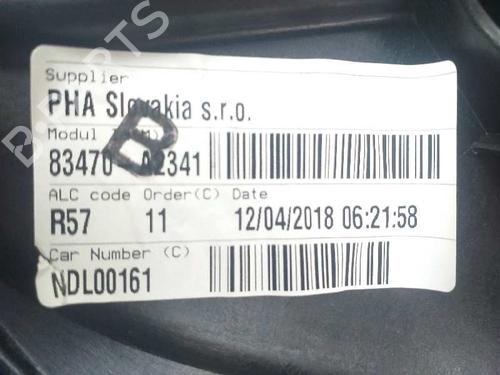 Supplier
PHA Slovakia s.r.o.
Modul
83470 A2341
B
ALC code Order(C) Date
R57 11 12/04/2018 06:21:58
Car Number (C)
NDL00161
B-PARTS